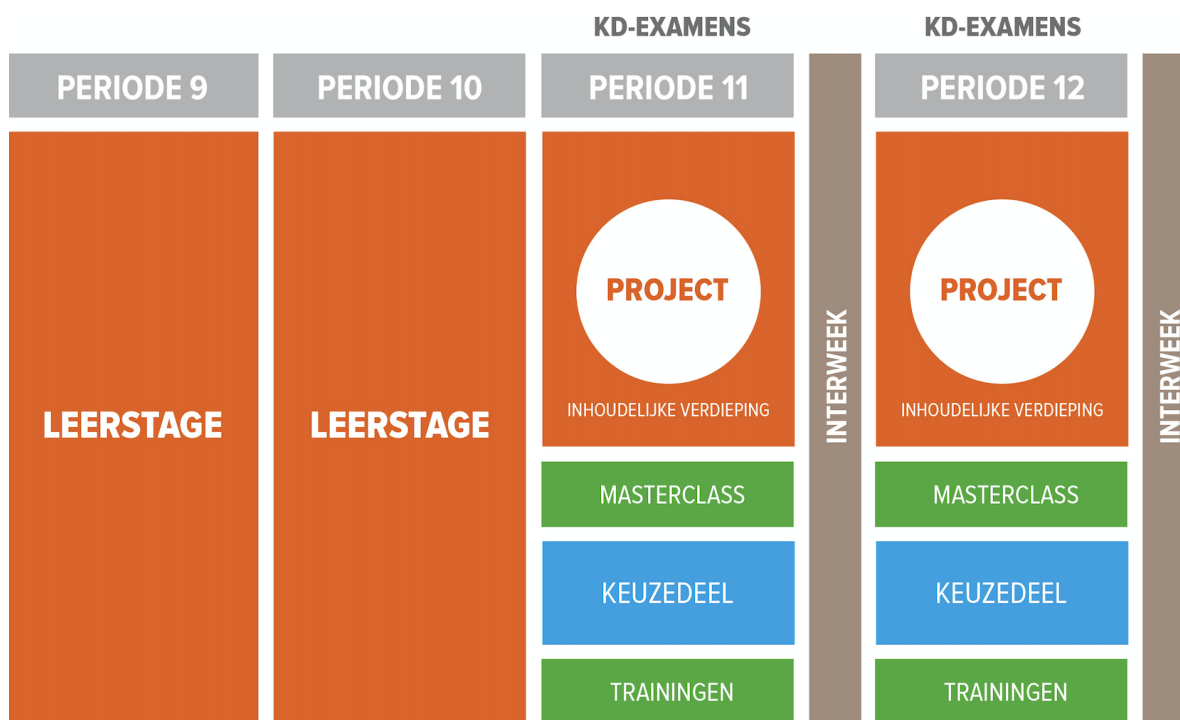 KD-EXAMENS
KD-EXAMENS
PERIODE 9
PERIODE 10
PERIODE 11
PERIODE 12
LEERSTAGE
LEERSTAGE
PROJECT
INHOUDELIJKE VERDIEPING
MASTERCLASS
KEUZEDEEL
TRAININGEN
INTERWEEK
PROJECT
INHOUDELIJKE VERDIEPING
MASTERCLASS
KEUZEDEEL
TRAININGEN
INTERWEEK